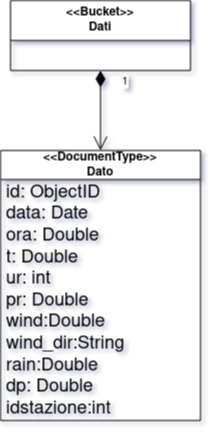 <<Bucket>>
Dati
1
<<DocumentType>>
Dato
id: ObjectID
data: Date
ora: Double
t: Double
ur: int
pr: Double
wind:Double
wind_dir:String
rain:Double
dp: Double
idstazione:int